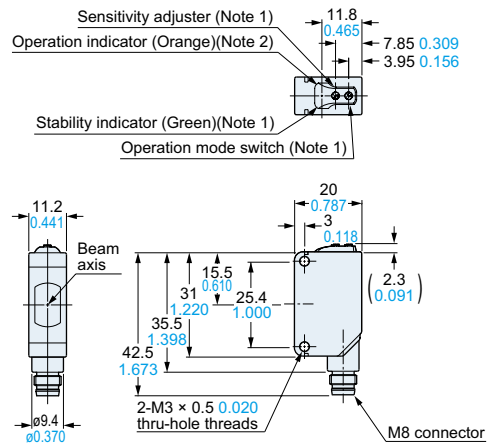 Sensitivity adjuster (Note 1)
Operation indicator (Orange)(Note 2)
11.8
0.465
7.85 0.309
3.95 0.156
Stability indicator (Green)(Note 1)
Operation mode switch (Note 1)
11.2
0.441
Beam
axis
20
0.787
3
0.118
2.3
0.091
15.5
0.610
31
1.220
25.4
1.000
35.5
1.398
42.5
1.673
ø9.4
ø0.370
2-M3 × 0.5 0.020
thru-hole threads
M8 connector